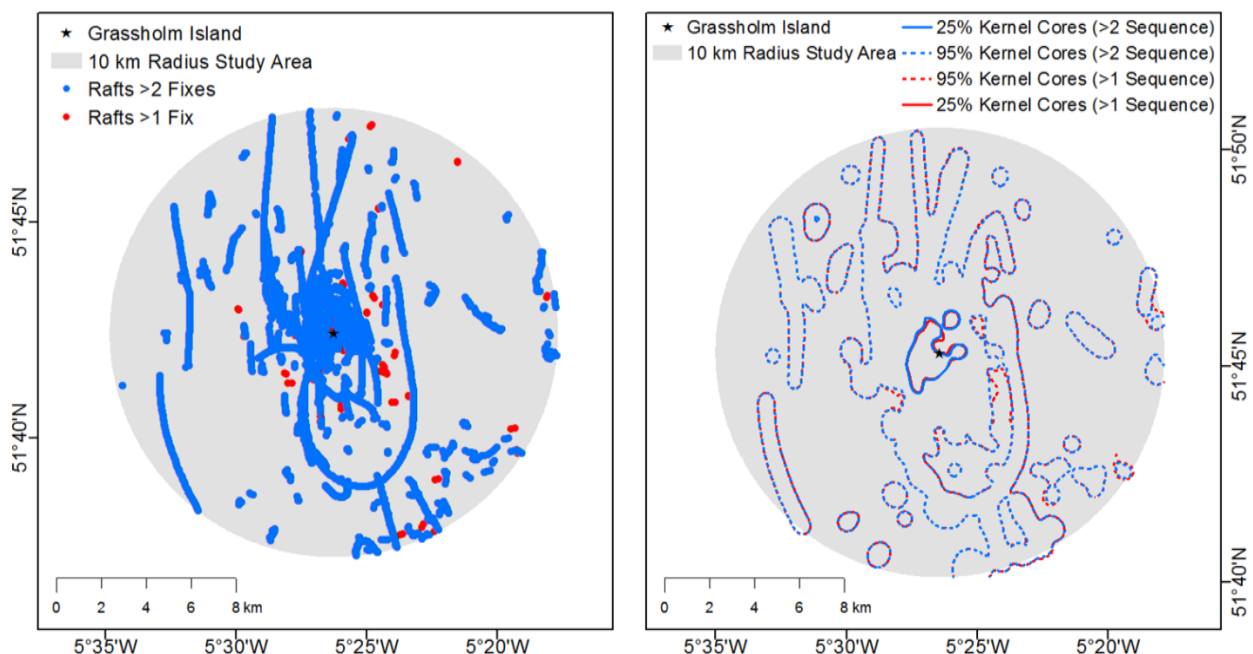 ★ Grassholm Island
10 km Radius Study Area
Rafts >2 Fixes
Rafts >1 Fix
51°45'N
51°40'N
0 2 4 6 8 km
5°35'W 5°30'W 5°25'W 5°20'W
★ Grassholm Island
10 km Radius Study Area
25% Kernel Cores (>2 Sequence)
95% Kernel Cores (>2 Sequence)
95% Kernel Cores (>1 Sequence)
25% Kernel Cores (>1 Sequence)
51°50'N
51°45'N
51°40'N
0 2 4 6 8 km
5°35'W 5°30'W 5°25'W 5°20'W